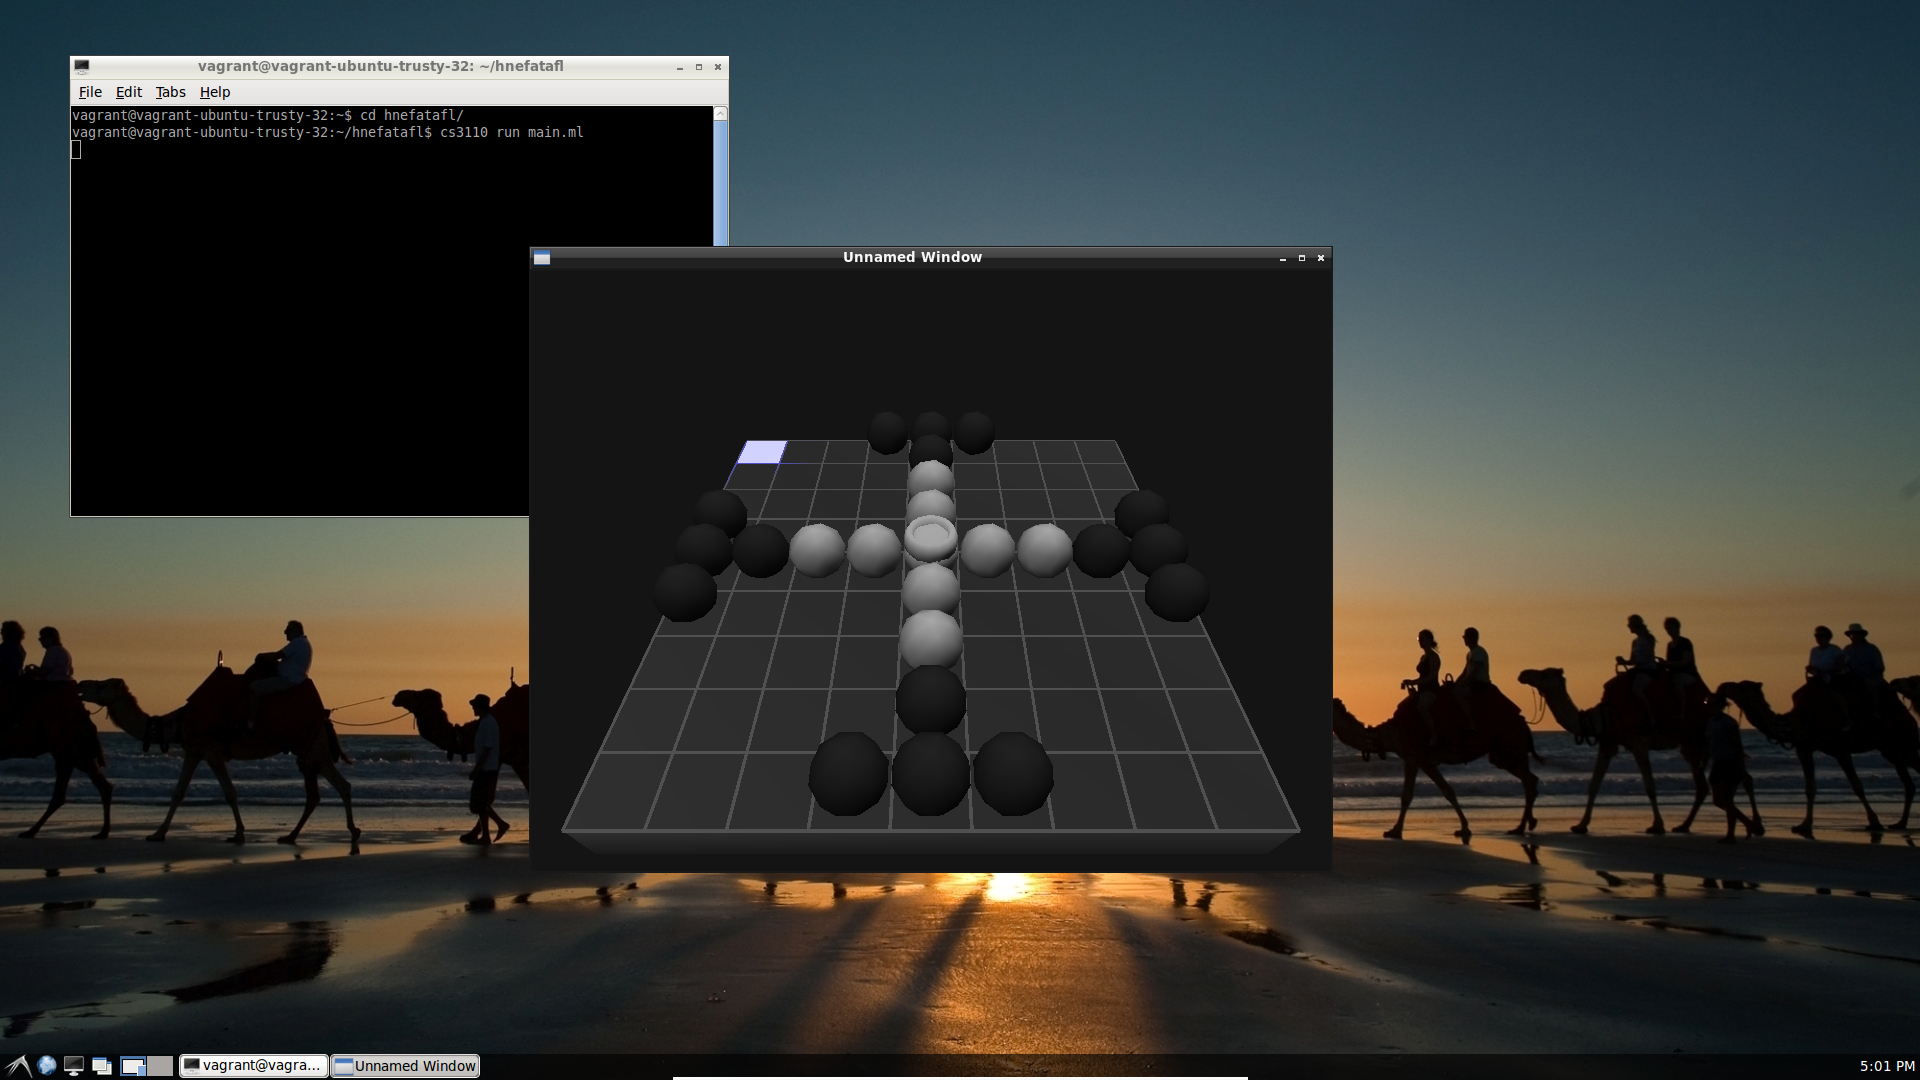 vagrant@vagrant-ubuntu-trusty-32: ~/hnefatafl
File Edit Tabs Help
vagrant@vagrant-ubuntu-trusty-32:~$ cd hnefatafl/
vagrant@vagrant-ubuntu-trusty-32:~/hnefatafl$ cs3110 run main.ml
Unnamed Window
vagrant@vagra...
Unnamed Window
5:01 PM